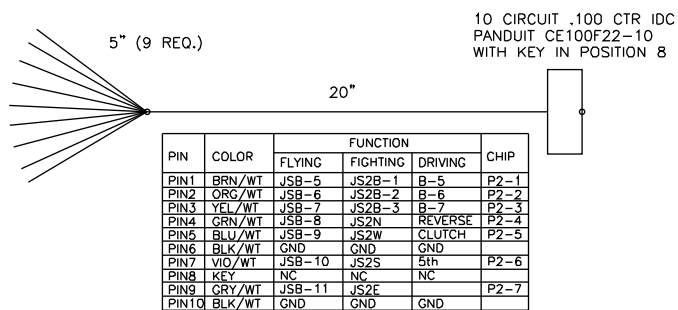 10 CIRCUIT .100 CTR IDC
PANDUIT CE100F22-10
WITH KEY IN POSITION 8
5" (9 REQ.)
20"
PIN COLOR FUNCTION CHIP
FLYING FIGHTING DRIVING
PIN1 BRN/WT JSB-5 JS2B-1 B-5 P2-1
PIN2 ORG/WT JSB-6 JS2B-2 B-6 P2-2
PIN3 YEL/WT JSB-7 JS2B-3 B-7 P2-3
PIN4 GRN/WT JSB-8 JS2N REVERSE P2-4
PIN5 BLU/WT JSB-9 JS2W CLUTCH P2-5
PIN6 BLK/WT GND GND GND
PIN7 VIO/WT JSB-10 JS2S 5th P2-6
PIN8 KEY NC NC NC
PIN9 GRY/WT JSB-11 JS2E P2-7
PIN10 BLK/WT GND GND GND